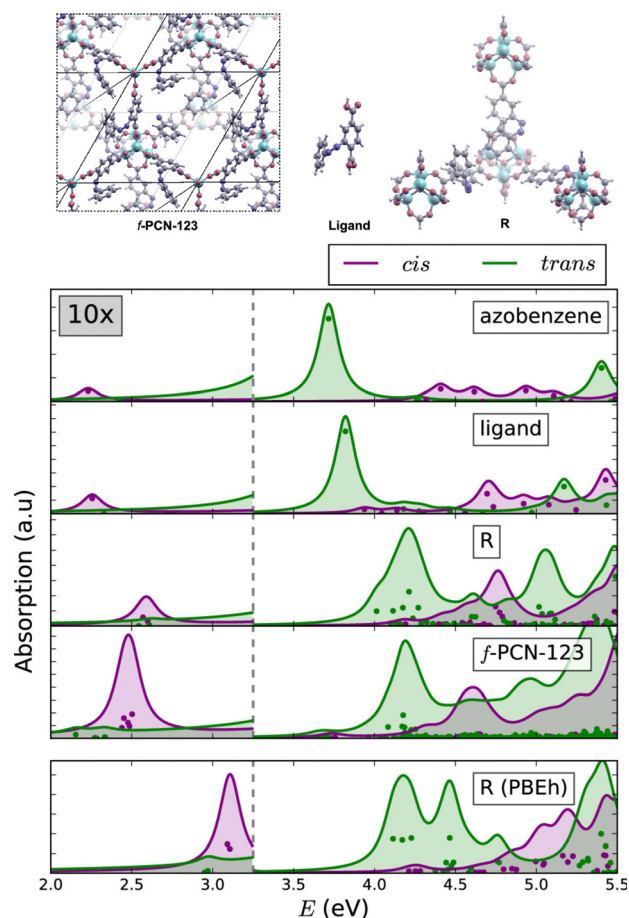 f-PCN-123
Ligand
R
cis
trans
10x
azobenzene
ligand
R
f-PCN-123
R (PBEh)
Absorption (a.u)
2.0 2.5 3.0 3.5 4.0 4.5 5.0 5.5
E (eV)